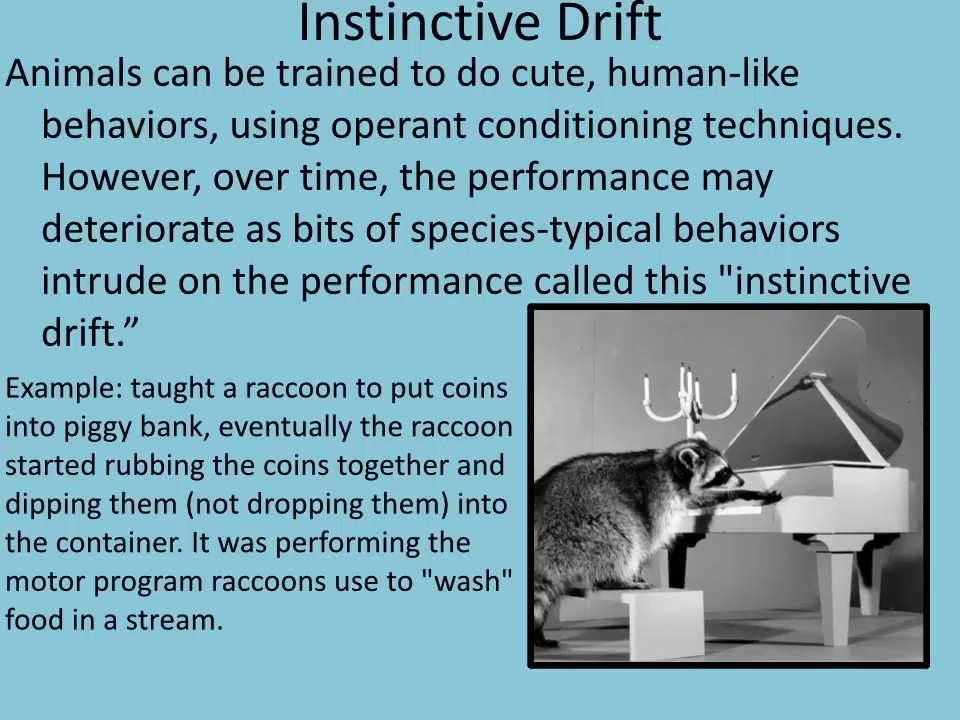 Instinctive Drift
Animals can be trained to do cute, human-like
behaviors, using operant conditioning techniques.
However, over time, the performance may
deteriorate as bits of species-typical behaviors
intrude on the performance called this "instinctive
drift.”
Example: taught a raccoon to put coins
into piggy bank, eventually the raccoon
started rubbing the coins together and
dipping them (not dropping them) into
the container. It was performing the
motor program raccoons use to "wash"
food in a stream.